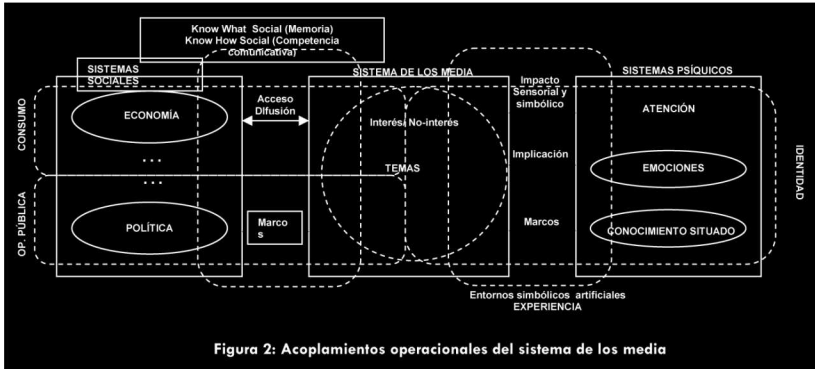 Know What Social (Memoria)
Know How Social (Competencia
comunicativa)
SISTEMAS
SOCIALES
SISTEMA DE LOS MEDIA
Impacto
Sensorial y
simbólico
SISTEMAS PSÍQUICOS
CONSUMO
ECONOMÍA
Acceso
DIfusión
Interés/ No-interés
ATENCIÓN
...
TEMAS
Implicación
EMOCIONES
IDENTIDAD
...
OP. PÚBLICA
POLÍTICA
Marco
s
Marcos
CONOCIMIENTO SITUADO
Entornos simbólicos artificiales
EXPERIENCIA
Figura 2: Acoplamientos operacionales del sistema de los media